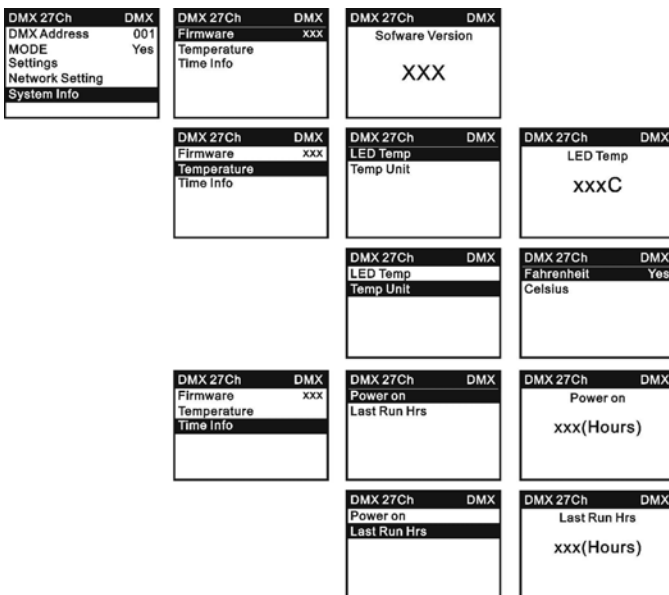 DMX 27Ch DMX
DMX Address 001
MODE Yes
Settings
Network Setting
System Info
DMX 27Ch DMX
Firmware xxx
Temperature
Time Info
DMX 27Ch DMX
Sofware Version
XXX
DMX 27Ch DMX
Firmware xxx
Temperature
Time Info
DMX 27Ch DMX
LED Temp
Temp Unit
DMX 27Ch DMX
LED Temp
xxxC
DMX 27Ch DMX
LED Temp
Temp Unit
DMX 27Ch DMX
Fahrenheit Yes
Celsius
DMX 27Ch DMX
Firmware xxx
Temperature
Time Info
DMX 27Ch DMX
Power on
Last Run Hrs
DMX 27Ch DMX
Power on
xxx(Hours)
DMX 27Ch DMX
Power on
Last Run Hrs
DMX 27Ch DMX
Last Run Hrs
xxx(Hours)